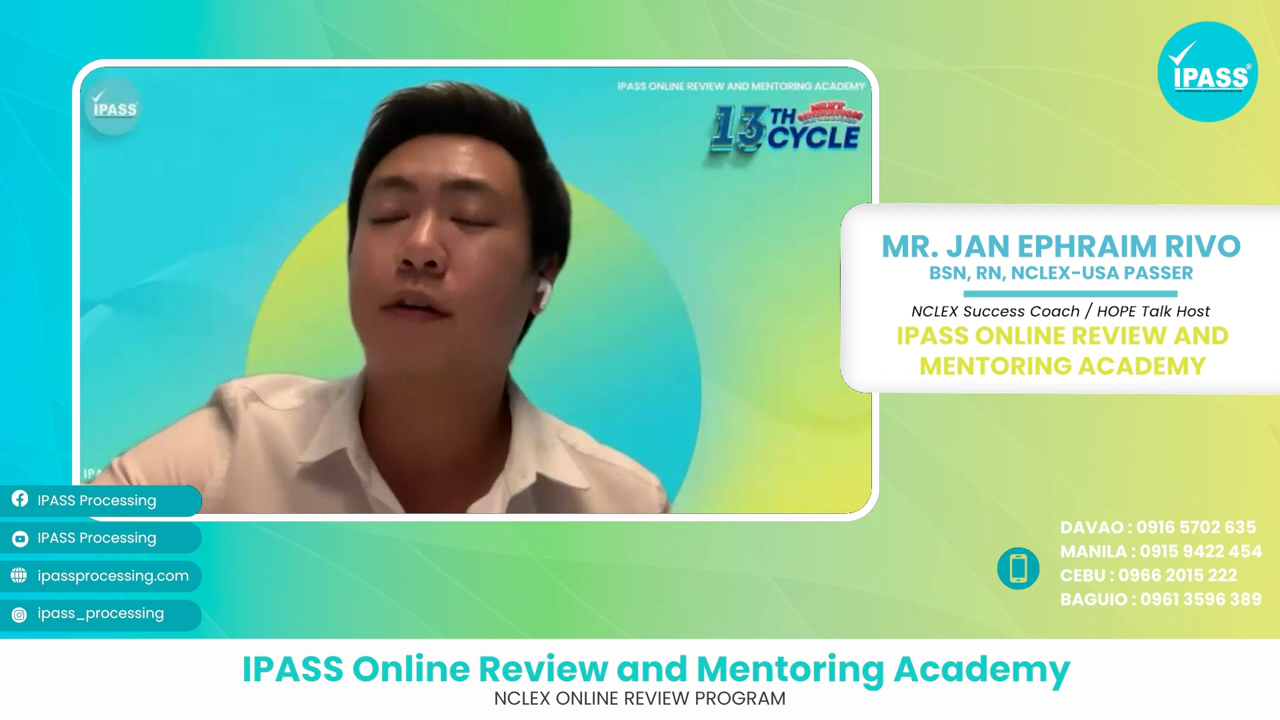 IPASS®
IPASS
IPASS ONLINE REVIEW AND MENTORING ACADEMY
13TH CYCLE
NEXT GENERATION
MR. JAN EPHRAIM RIVO
BSN, RN, NCLEX-USA PASSER
NCLEX Success Coach / HOPE Talk Host
IPASS ONLINE REVIEW AND
MENTORING ACADEMY
IPA
IPASS Processing
IPASS Processing
ipassprocessing.com
ipass_processing
DAVAO : 0916 5702 635
MANILA : 0915 9422 454
CEBU : 0966 2015 222
BAGUIO : 0961 3596 389
IPASS Online Review and Mentoring Academy
NCLEX ONLINE REVIEW PROGRAM